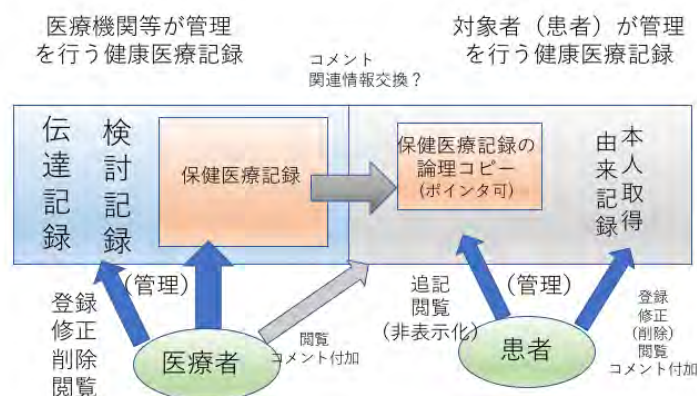 医療機関等が管理
を行う健康医療記録
対象者（患者）が管理
を行う健康医療記録
コメント
関連情報交換？
伝達記録
検討記録
保健医療記録
保健医療記録の
論理コピー
(ポインタ可)
本人取得
由来記録
(管理)
登録
修正
削除
閲覧
医療者
閲覧
コメント付加
追記
閲覧
(非表示化)
(管理)
患者
登録
修正
(削除)
閲覧
コメント付加